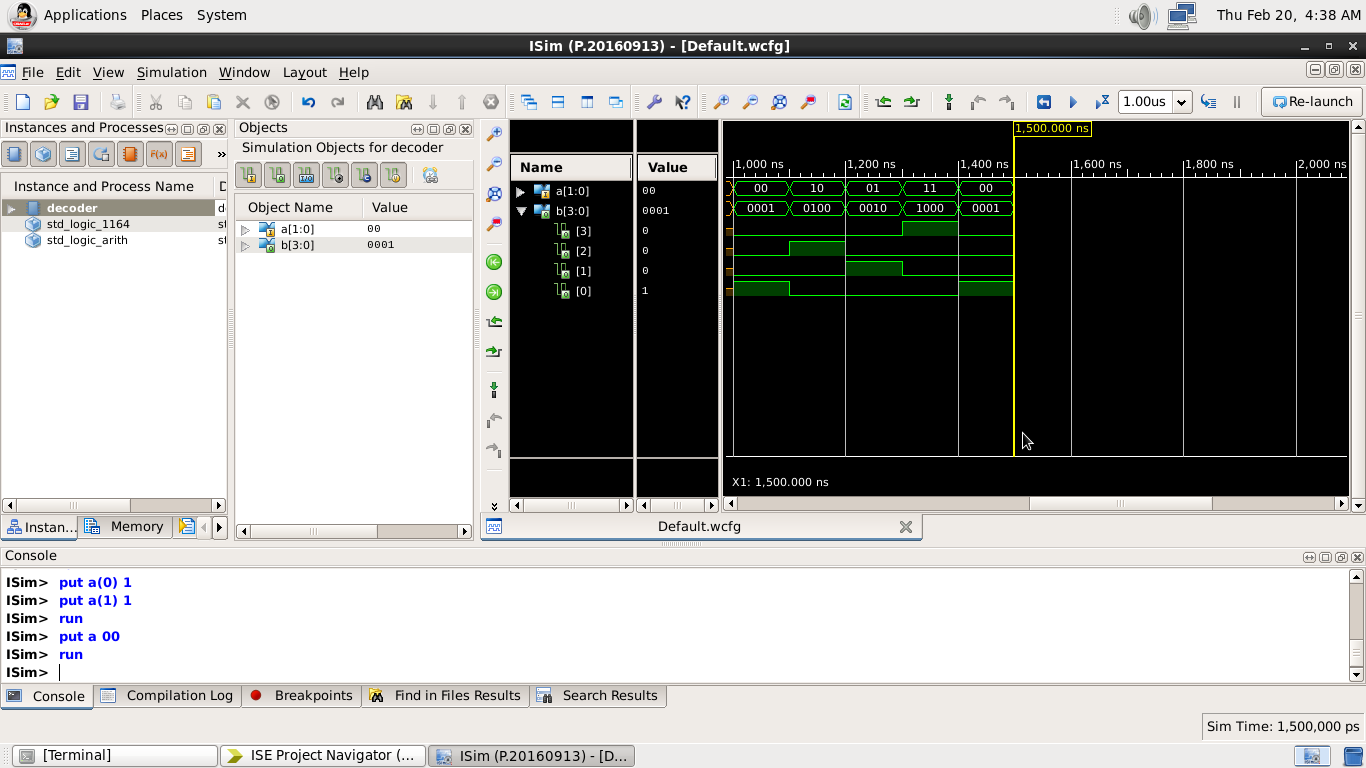 Applications Places System Thu Feb 20, 4:38 AM
ISim (P.20160913) - [Default.wcfg]
File Edit View Simulation Window Layout Help
1.00us Re-launch
Instances and Processes
Instance and Process Name D
decoder d
std_logic_1164 st
std_logic_arith st
Instan... Memory
Objects
Simulation Objects for decoder
Object Name Value
a[1:0] 00
b[3:0] 0001
Name Value
a[1:0] 00
b[3:0] 0001
[3] 0
[2] 0
[1] 0
[0] 1
1,500.000 ns
1,000 ns 1,200 ns 1,400 ns 1,600 ns 1,800 ns 2,000 ns
00 10 01 11 00
0001 0100 0010 1000 0001
X1: 1,500.000 ns
Default.wcfg
Console
ISim> put a(0) 1
ISim> put a(1) 1
ISim> run
ISim> put a 00
ISim> run
ISim>
Console Compilation Log Breakpoints Find in Files Results Search Results
Sim Time: 1,500,000 ps
[Terminal] ISE Project Navigator (... ISim (P.20160913) - [D...